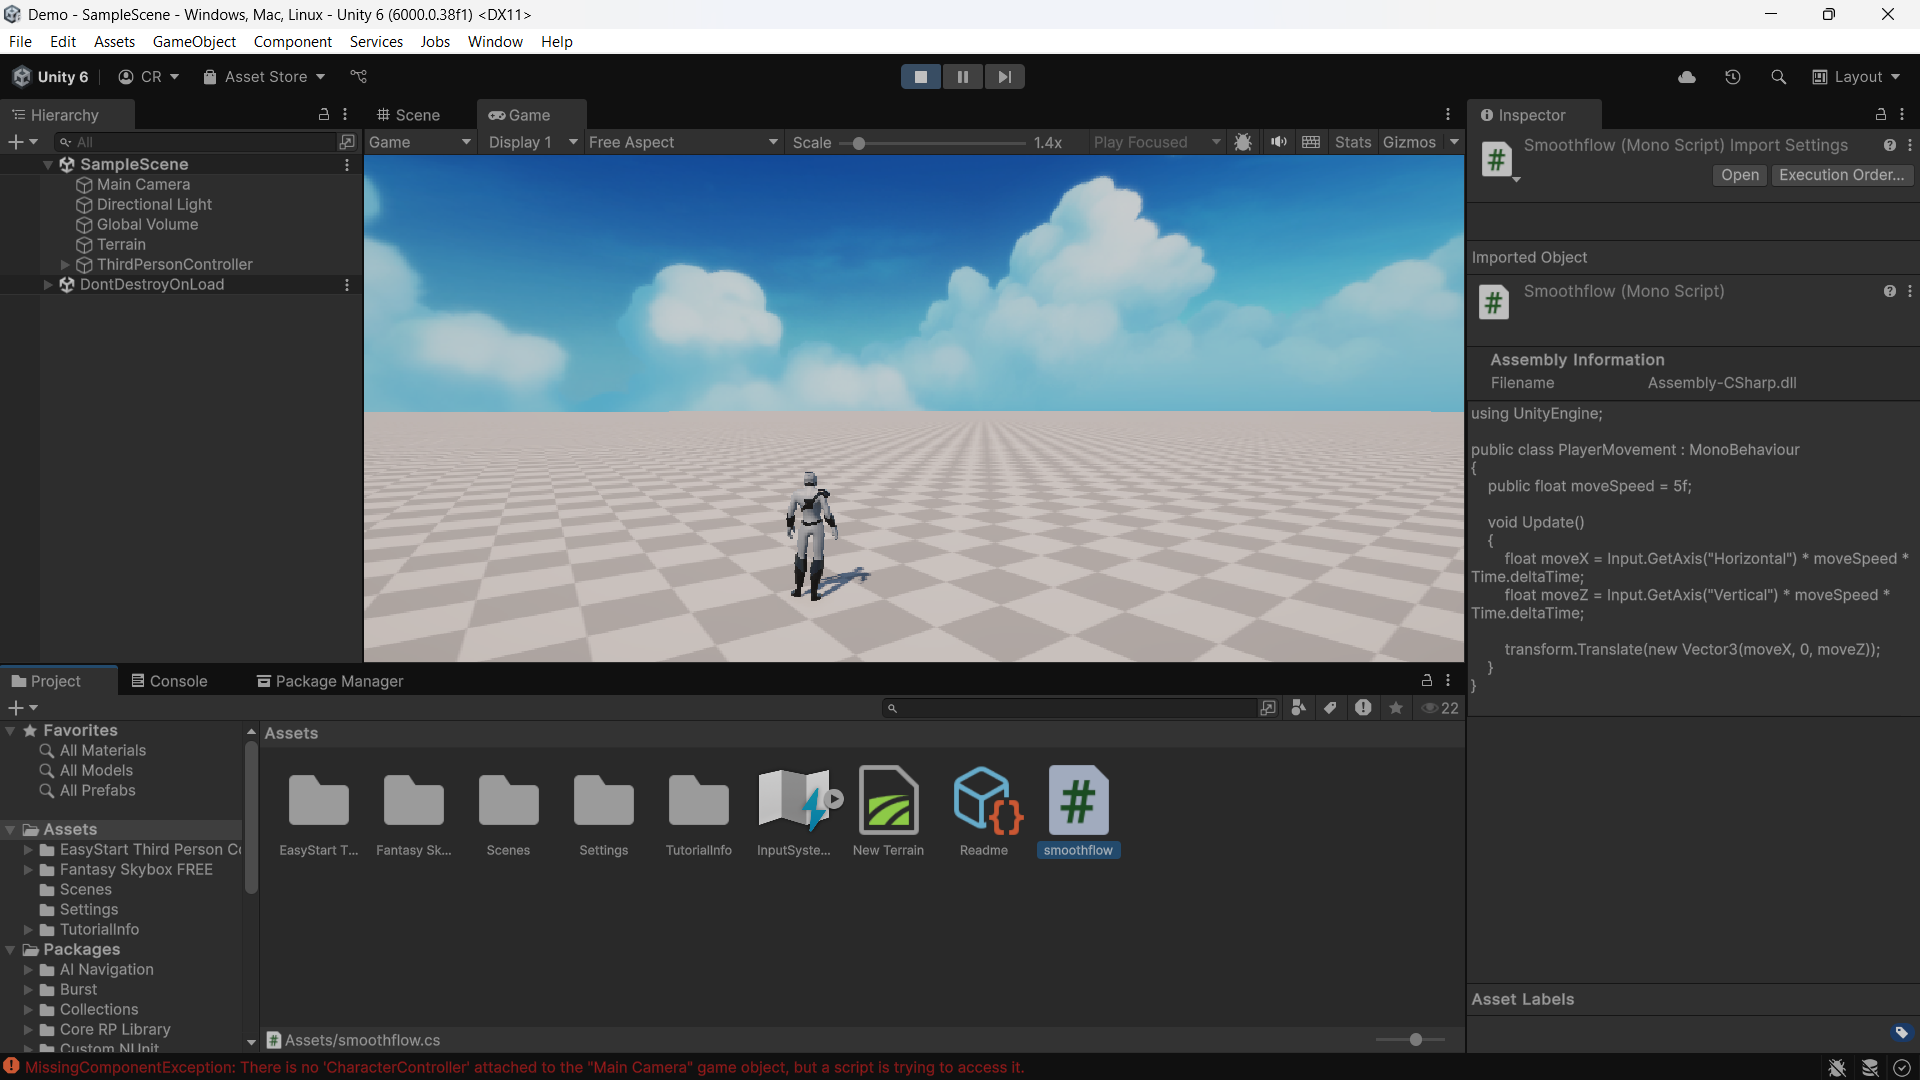 Demo - SampleScene - Windows, Mac, Linux - Unity 6 (6000.0.38f1) <DX11>
File Edit Assets GameObject Component Services Jobs Window Help
Unity 6 CR Asset Store Layout
Hierarchy
All
SampleScene
Main Camera
Directional Light
Global Volume
Terrain
ThirdPersonController
DontDestroyOnLoad
Scene Game
Game Display 1 Free Aspect Scale 1.4x Play Focused Stats Gizmos
Inspector
Smoothflow (Mono Script) Import Settings
Open Execution Order...
Imported Object
Smoothflow (Mono Script)
Assembly Information
Filename Assembly-CSharp.dll
using UnityEngine;
public class PlayerMovement : MonoBehaviour
{
public float moveSpeed = 5f;
void Update()
{
float moveX = Input.GetAxis("Horizontal") * moveSpeed *
Time.deltaTime;
float moveZ = Input.GetAxis("Vertical") * moveSpeed *
Time.deltaTime;
transform.Translate(new Vector3(moveX, 0, moveZ));
}
}
Asset Labels
Project Console Package Manager
22
Favorites
All Materials
All Models
All Prefabs
Assets
EasyStart Third Person C
Fantasy Skybox FREE
Scenes
Settings
TutorialInfo
Packages
AI Navigation
Burst
Collections
Core RP Library
Custom NUnit
Assets
EasyStart T... Fantasy Sk... Scenes Settings TutorialInfo InputSyste... New Terrain Readme smoothflow
Assets/smoothflow.cs
MissingComponentException: There is no 'CharacterController' attached to the "Main Camera" game object, but a script is trying to access it.